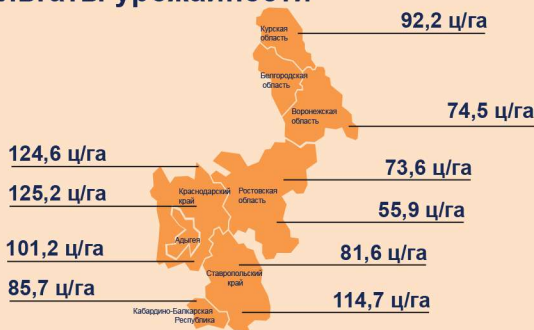 урожайности
Курская
область
92,2 ц/га
Белгородская
область
Воронежская
область
74,5 ц/га
124,6 ц/га
73,6 ц/га
125,2 ц/га
Краснодарский
край
Ростовская
область
55,9 ц/га
Адыгея
101,2 ц/га
81,6 ц/га
Ставропольский
край
85,7 ц/га
114,7 ц/га
Кабардино-Балкарская
Республика